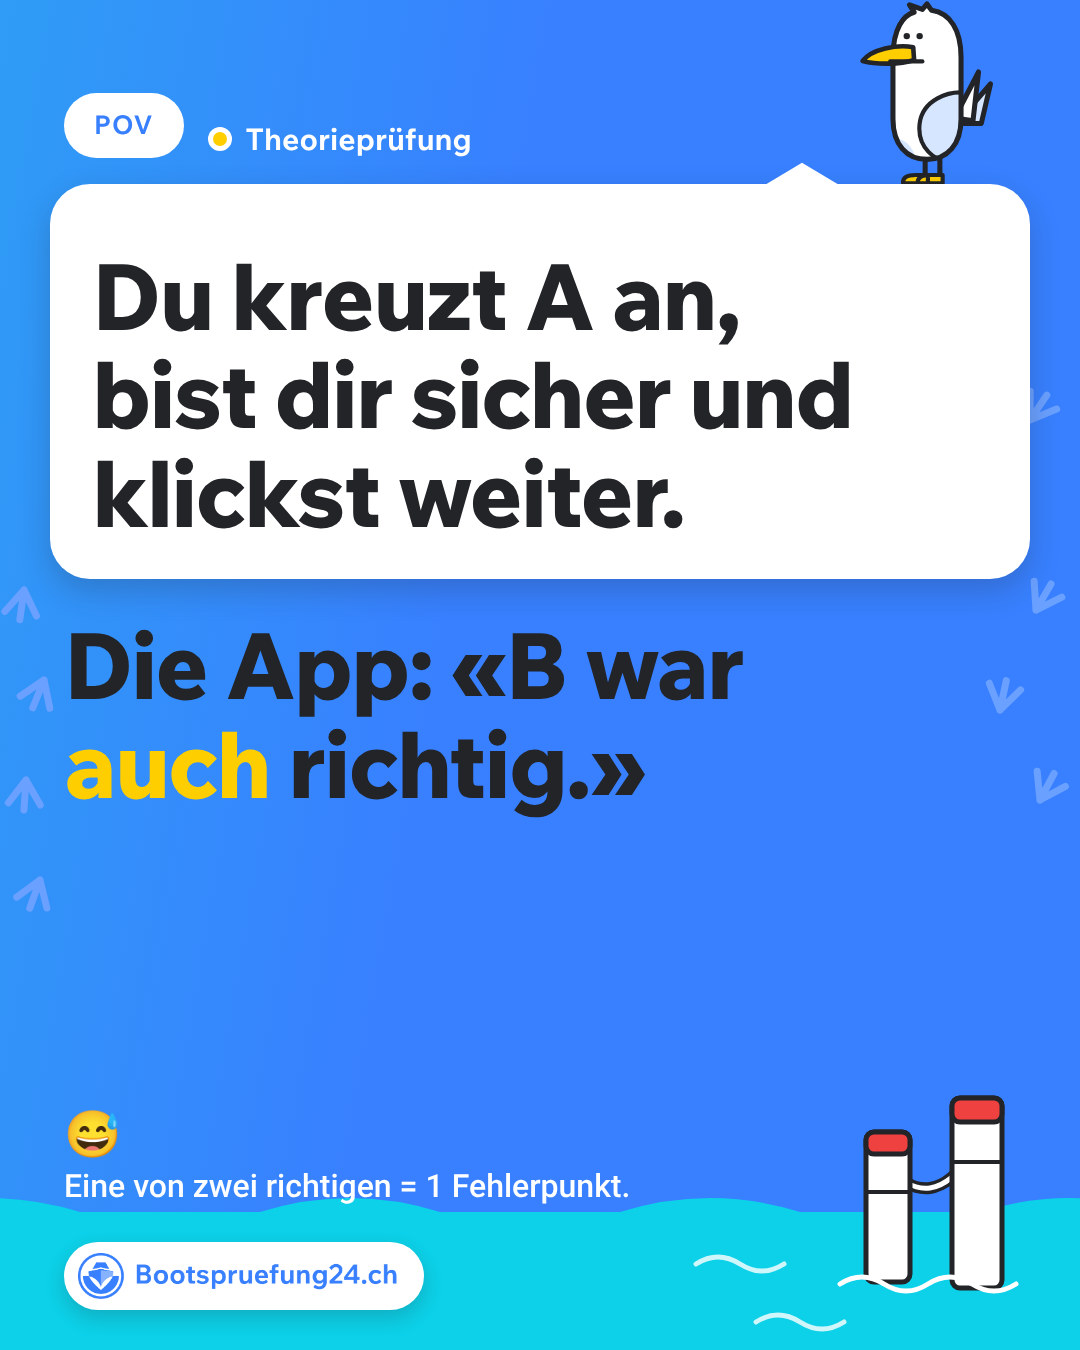 POV
Theorieprüfung
Du kreuzt A an,
bist dir sicher und
klickst weiter.
Die App: «B war
auch richtig.»
😅
Eine von zwei richtigen = 1 Fehlerpunkt.
Bootspruefung24.ch